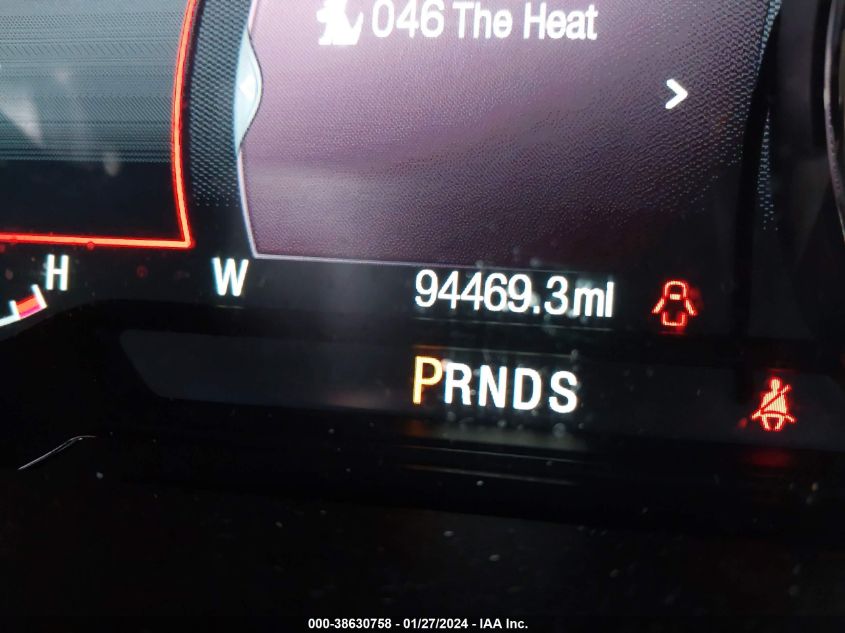 046 The Heat
>
H
W
94469.3mi
PRNDS
000-38630758 - 01/27/2024 - IAA Inc.